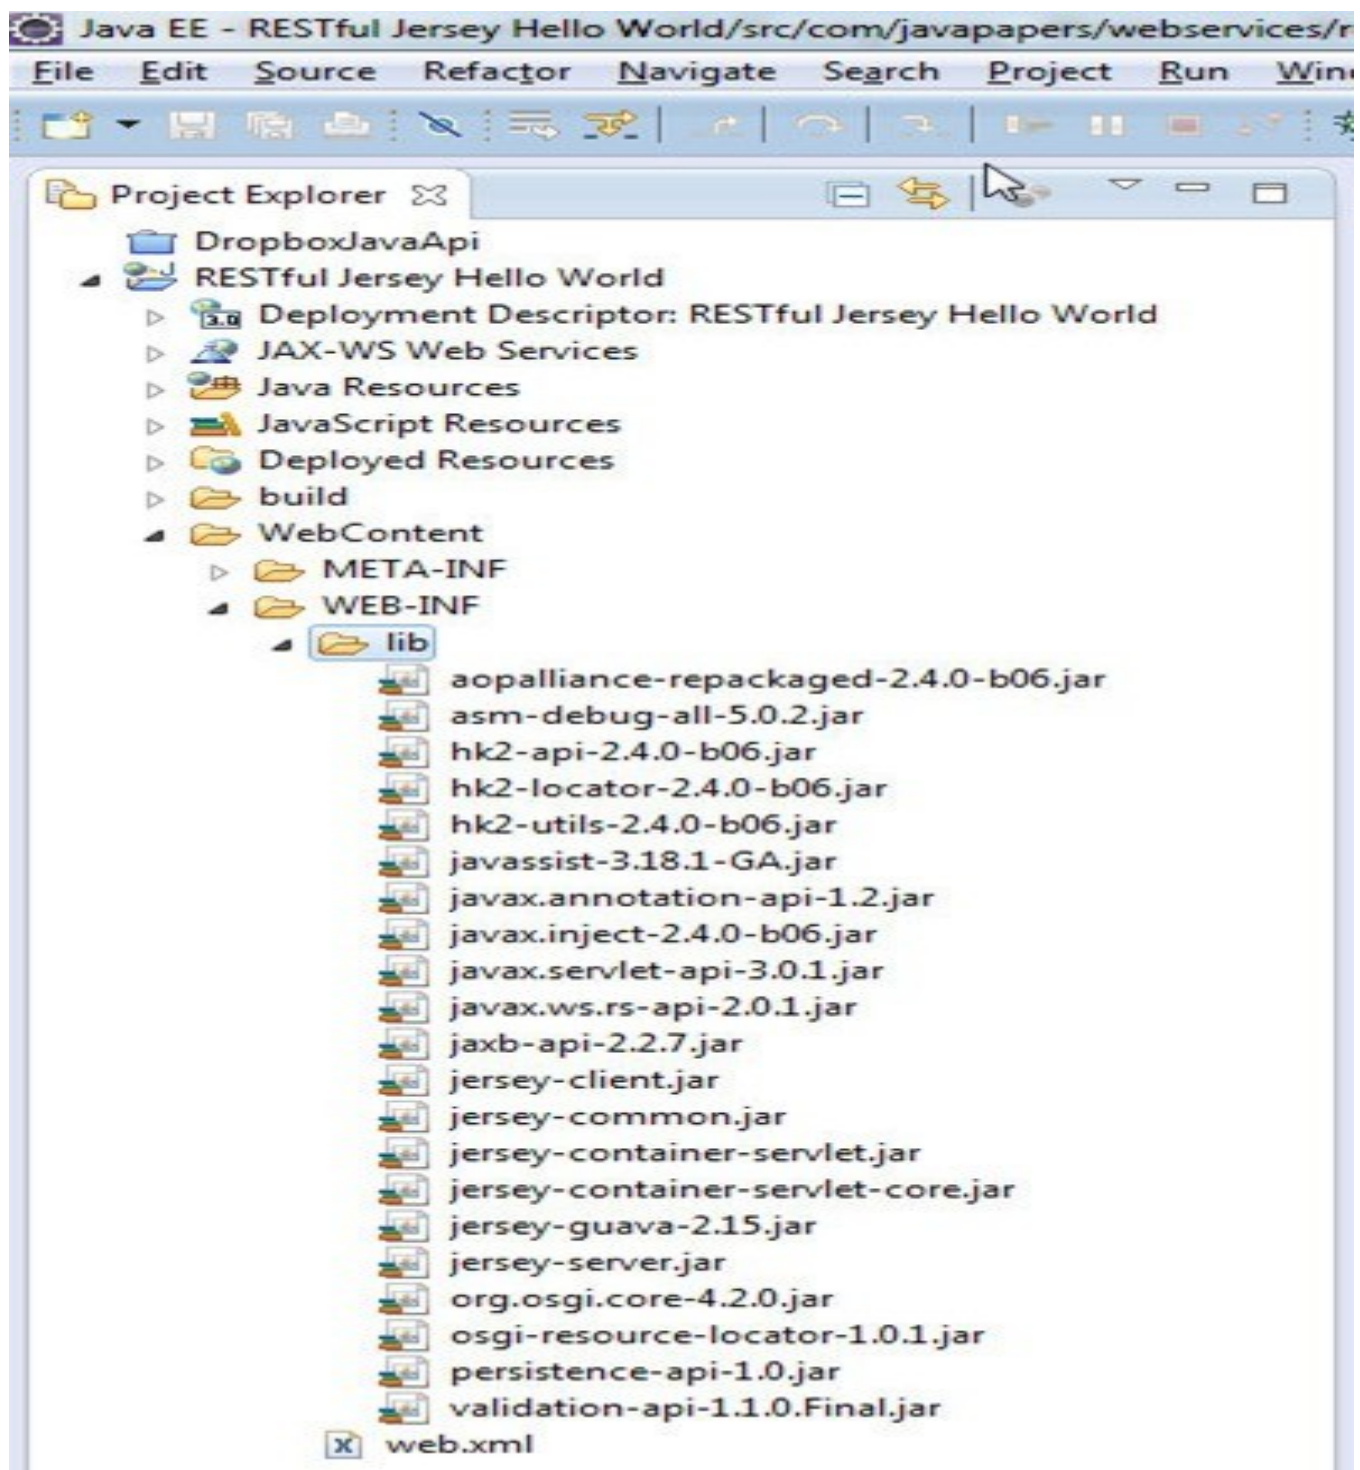 Java EE - RESTful Jersey Hello World/src/com/javapapers/webservices/r
File Edit Source Refactor Navigate Search Project Run Wind
Project Explorer
DropboxJavaApi
RESTful Jersey Hello World
3.0 Deployment Descriptor: RESTful Jersey Hello World
JAX-WS Web Services
Java Resources
JavaScript Resources
Deployed Resources
build
WebContent
META-INF
WEB-INF
lib
aopalliance-repackaged-2.4.0-b06.jar
asm-debug-all-5.0.2.jar
hk2-api-2.4.0-b06.jar
hk2-locator-2.4.0-b06.jar
hk2-utils-2.4.0-b06.jar
javassist-3.18.1-GA.jar
javax.annotation-api-1.2.jar
javax.inject-2.4.0-b06.jar
javax.servlet-api-3.0.1.jar
javax.ws.rs-api-2.0.1.jar
jaxb-api-2.2.7.jar
jersey-client.jar
jersey-common.jar
jersey-container-servlet.jar
jersey-container-servlet-core.jar
jersey-guava-2.15.jar
jersey-server.jar
org.osgi.core-4.2.0.jar
osgi-resource-locator-1.0.1.jar
persistence-api-1.0.jar
validation-api-1.1.0.Final.jar
web.xml